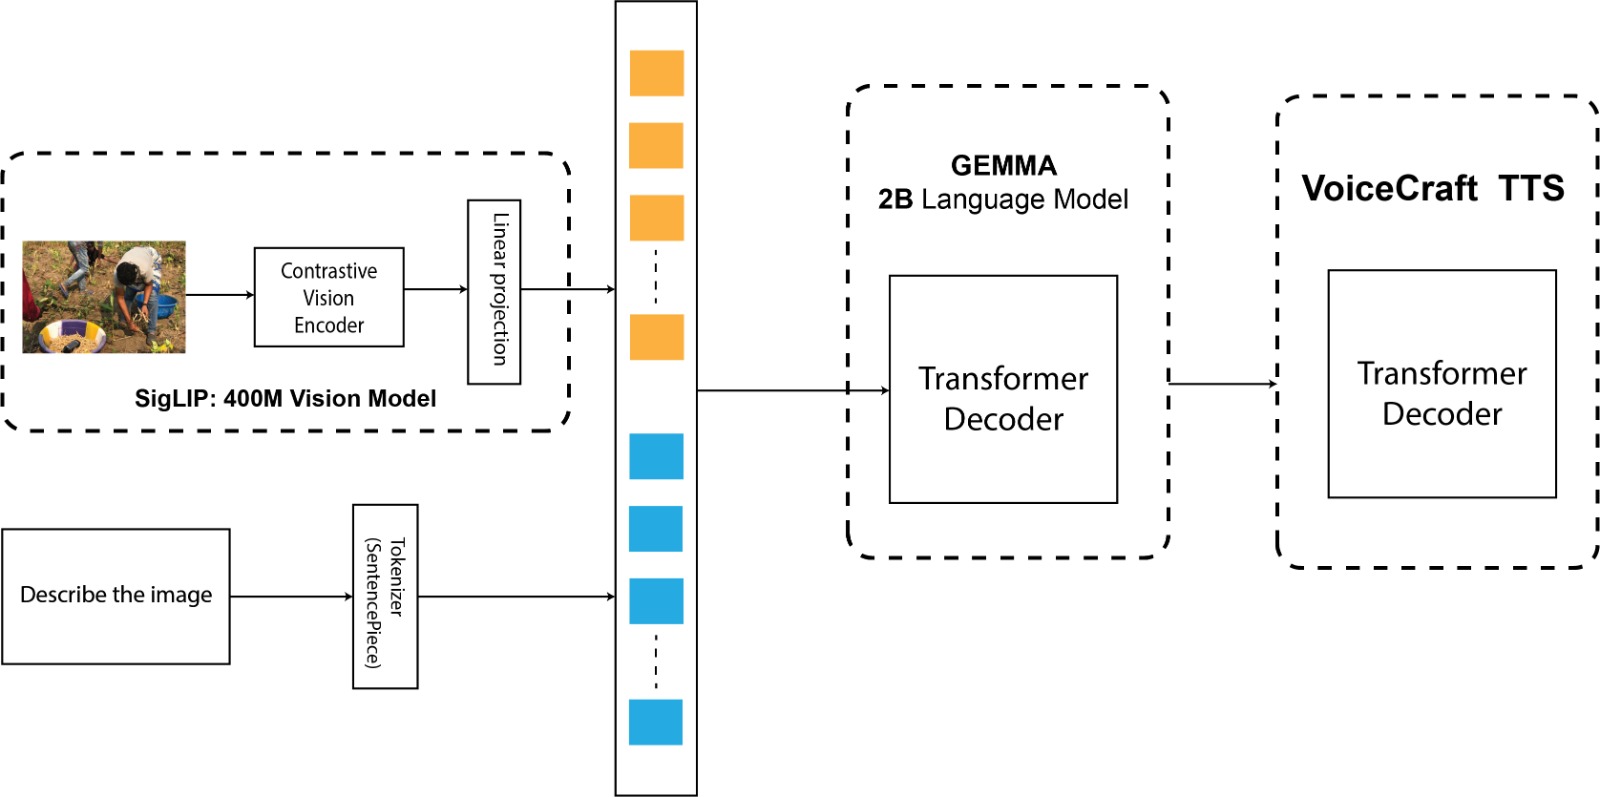 Contrastive
Vision
Encoder
Linear projection
SigLIP: 400M Vision Model
Describe the image
Tokenizer
(SentencePiece)
GEMMA
2B Language Model
Transformer
Decoder
VoiceCraft TTS
Transformer
Decoder